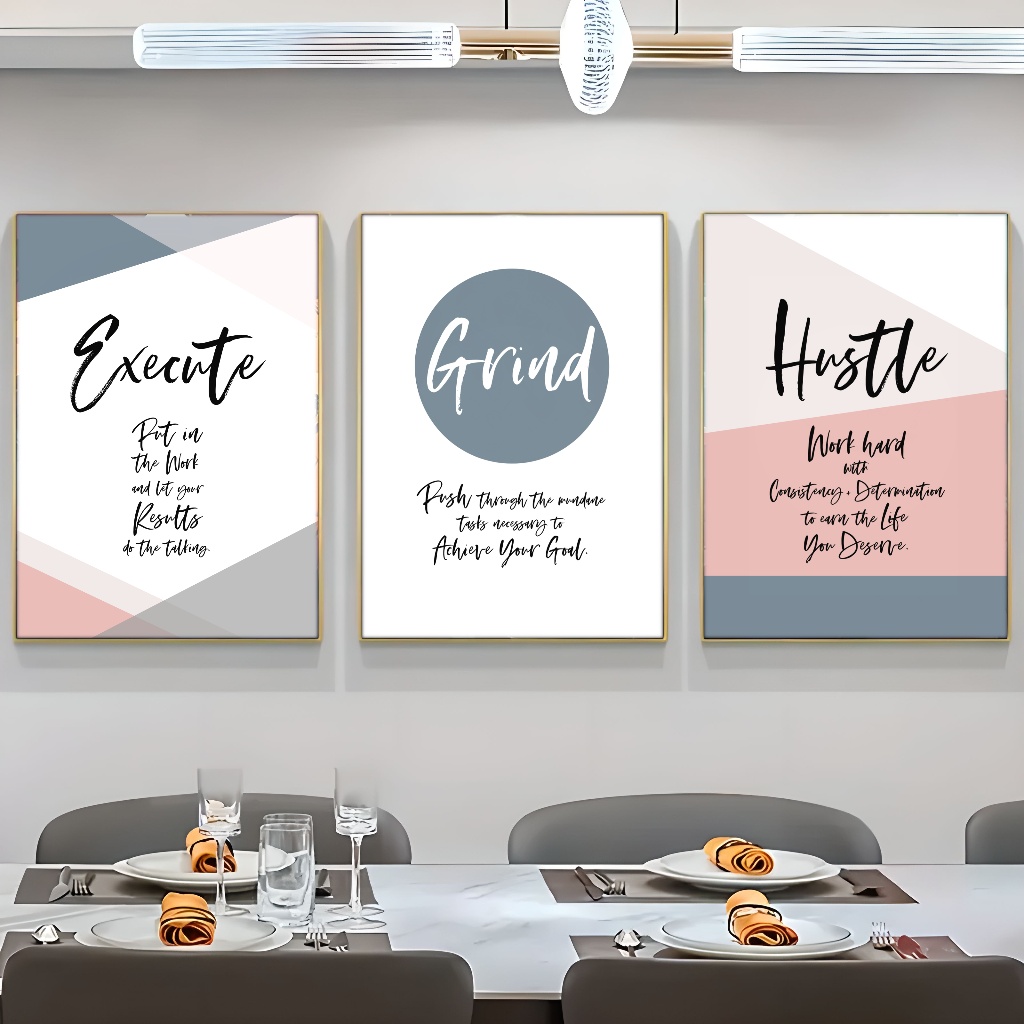 Execute
Put in
the Work
and let your
Results
do the talking.
Grind
Push through the mundane
tasks necessary to
Achieve Your Goal.
Hustle
Work hard
with
Consistency + Determination
to earn the Life
You Deserve.